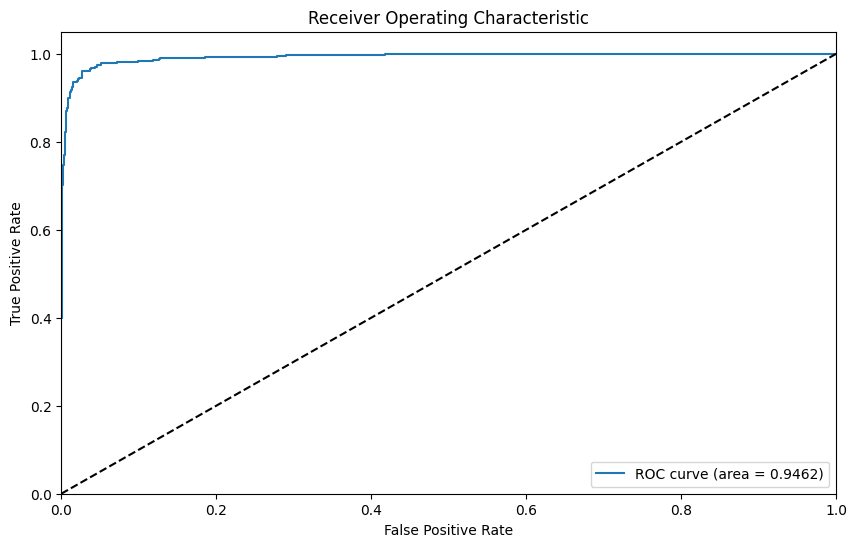 Receiver Operating Characteristic
1.0
0.8
0.6
0.4
0.2
0.0
True Positive Rate
ROC curve (area = 0.9462)
0.0 0.2 0.4 0.6 0.8 1.0
False Positive Rate